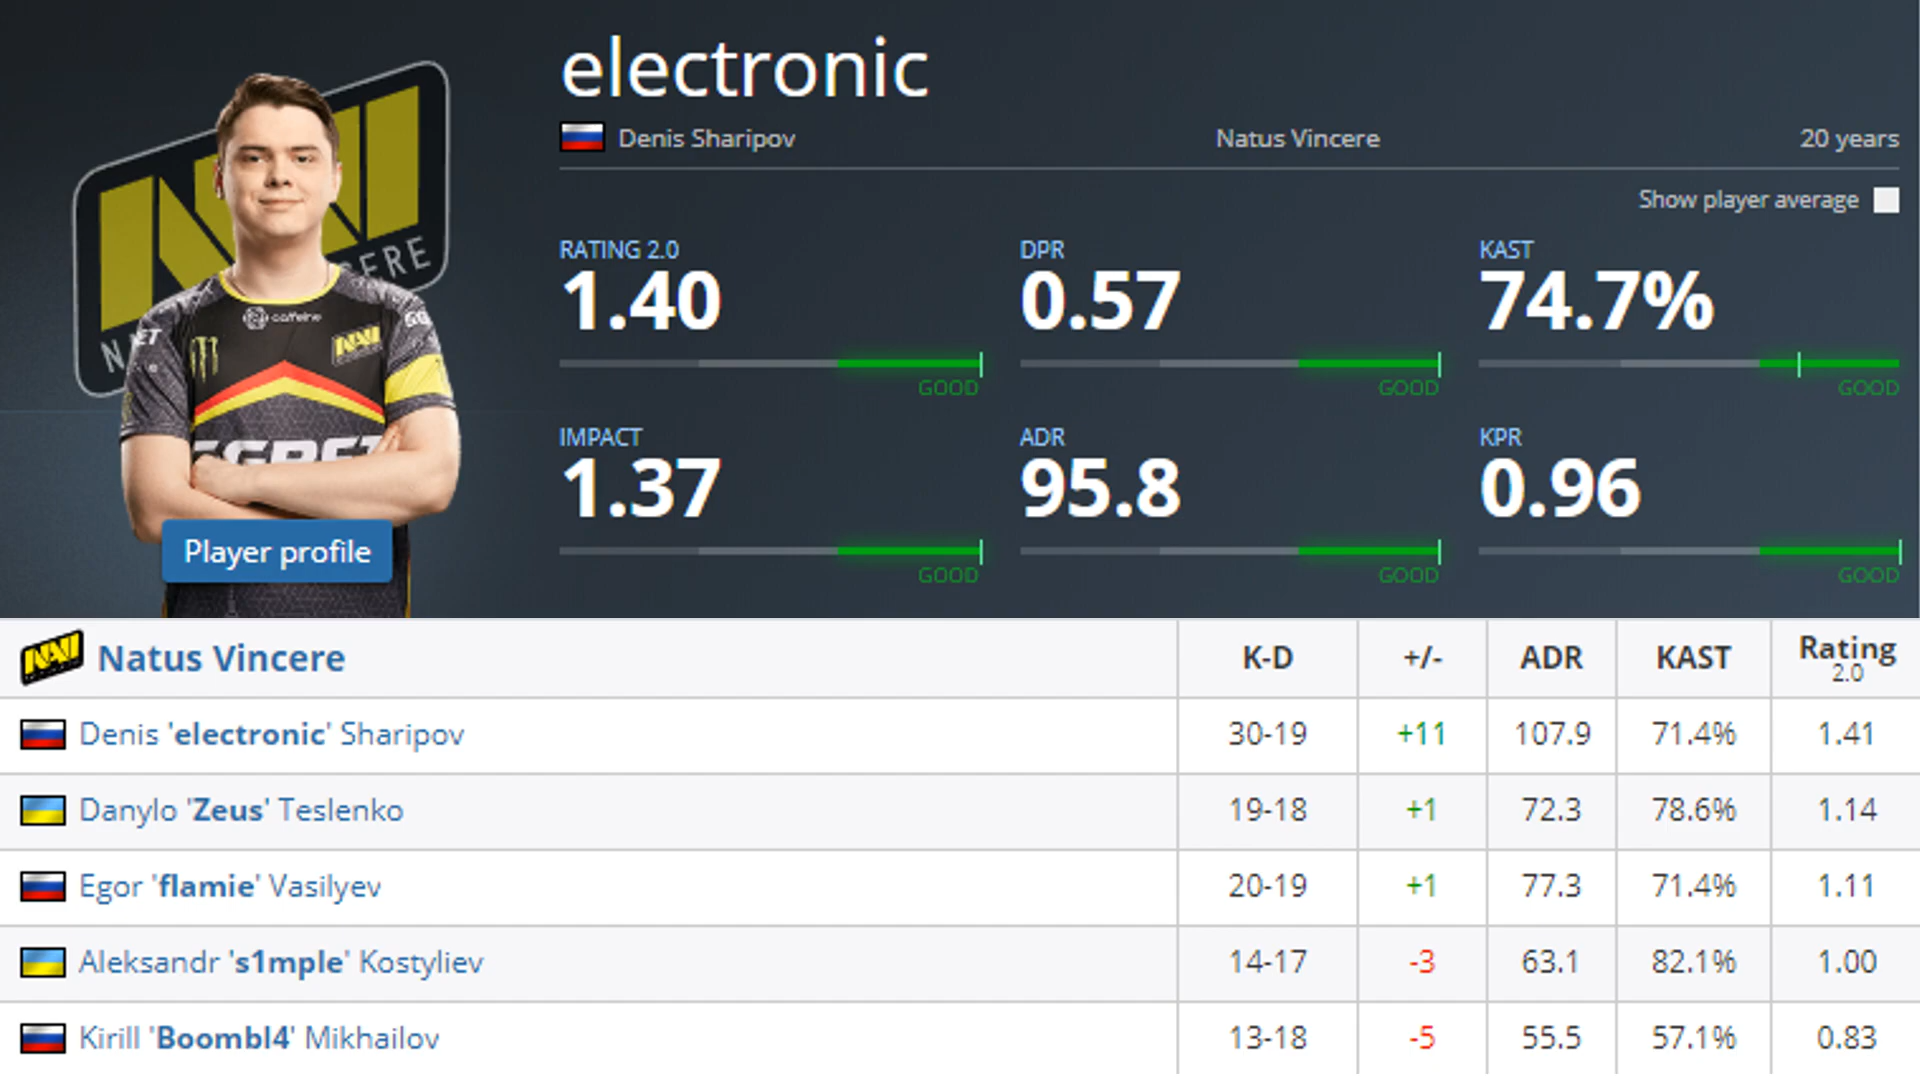 electronic
Denis Sharipov Natus Vincere 20 years
Show player average
RATING 2.0 DPR KAST
1.40 0.57 74.7%
GOOD GOOD GOOD
IMPACT ADR KPR
1.37 95.8 0.96
GOOD GOOD GOOD
caffeine
NAVI
Player profile
Natus Vincere K-D +/- ADR KAST Rating 2.0
Denis 'electronic' Sharipov 30-19 +11 107.9 71.4% 1.41
Danylo 'Zeus' Teslenko 19-18 +1 72.3 78.6% 1.14
Egor 'flamie' Vasilyev 20-19 +1 77.3 71.4% 1.11
Aleksandr 's1mple' Kostyliev 14-17 -3 63.1 82.1% 1.00
Kirill 'Boombl4' Mikhailov 13-18 -5 55.5 57.1% 0.83